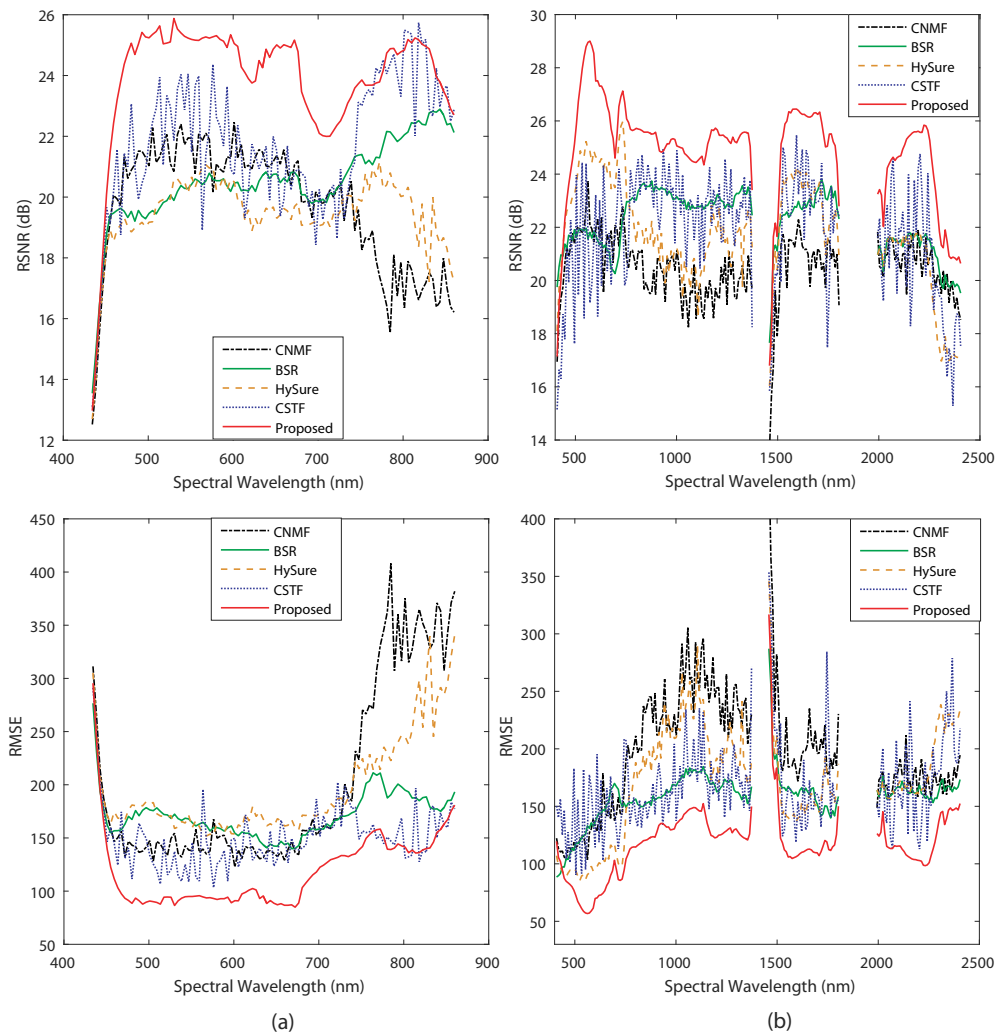 26
24
22
20
18
16
14
12
400
500
600
700
800
900
RSNR (dB)
Spectral Wavelength (nm)
CNMF
BSR
HySure
CSTF
Proposed
30
28
26
24
22
20
18
16
14
500
1000
1500
2000
2500
RSNR (dB)
Spectral Wavelength (nm)
CNMF
BSR
HySure
CSTF
Proposed
450
400
350
300
250
200
150
100
50
400
500
600
700
800
900
RMSE
Spectral Wavelength (nm)
CNMF
BSR
HySure
CSTF
Proposed
(a)
400
350
300
250
200
150
100
50
500
1000
1500
2000
2500
RMSE
Spectral Wavelength (nm)
CNMF
BSR
HySure
CSTF
Proposed
(b)